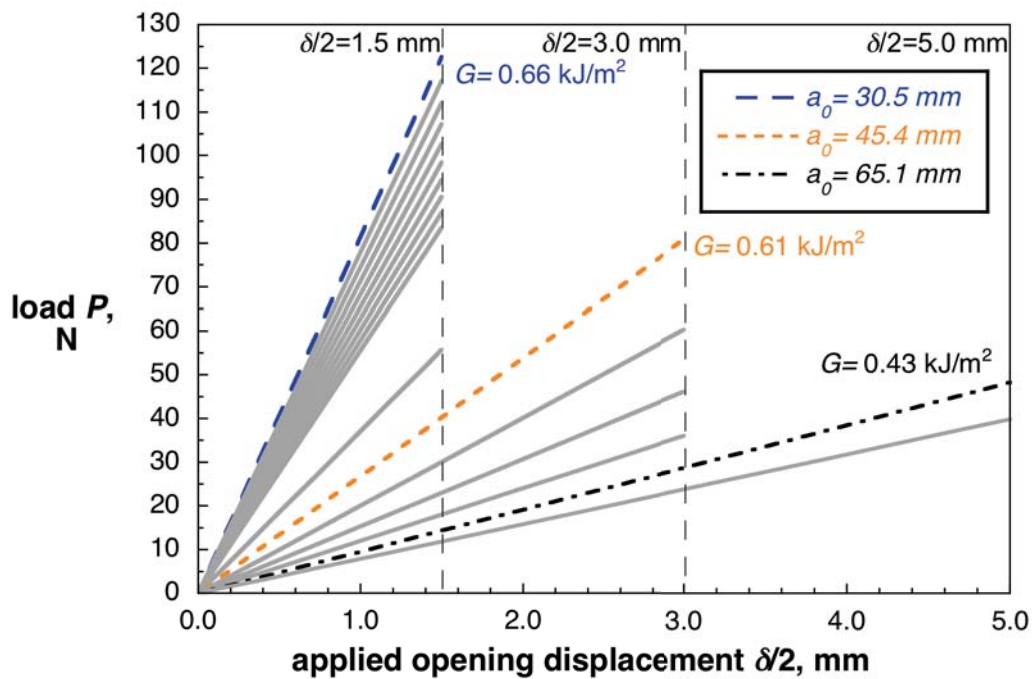 130
δ/2=1.5 mm
δ/2=3.0 mm
δ/2=5.0 mm
120
G= 0.66 kJ/m²
110
a₀= 30.5 mm
100
a₀= 45.4 mm
a₀= 65.1 mm
90
80
G= 0.61 kJ/m²
70
load P,
N
60
50
G= 0.43 kJ/m²
40
30
20
10
0
0.0 1.0 2.0 3.0 4.0 5.0
applied opening displacement δ/2, mm